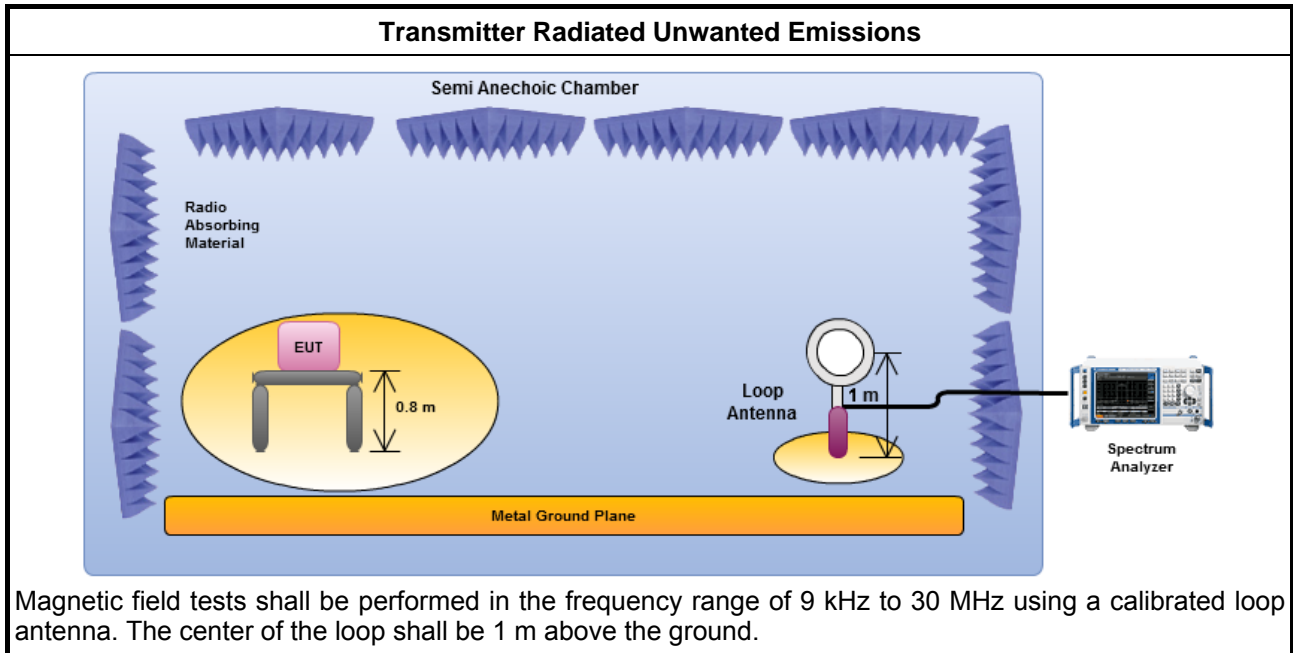 Transmitter Radiated Unwanted Emissions
Semi Anechoic Chamber
Radio
Absorbing
Material
EUT
0.8 m
Loop
Antenna
1 m
Spectrum
Analyzer
Metal Ground Plane
Magnetic field tests shall be performed in the frequency range of 9 kHz to 30 MHz using a calibrated loop
antenna. The center of the loop shall be 1 m above the ground.